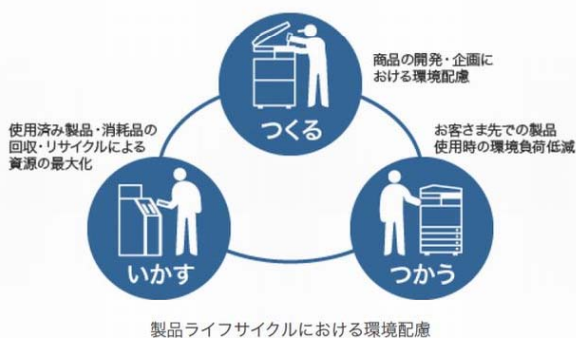 つくる
商品の開発・企画に
おける環境配慮
使用済み製品・消耗品の
回収・リサイクルによる
資源の最大化
お客さま先での製品
使用時の環境負荷低減
いかす
つかう
製品ライフサイクルにおける環境配慮